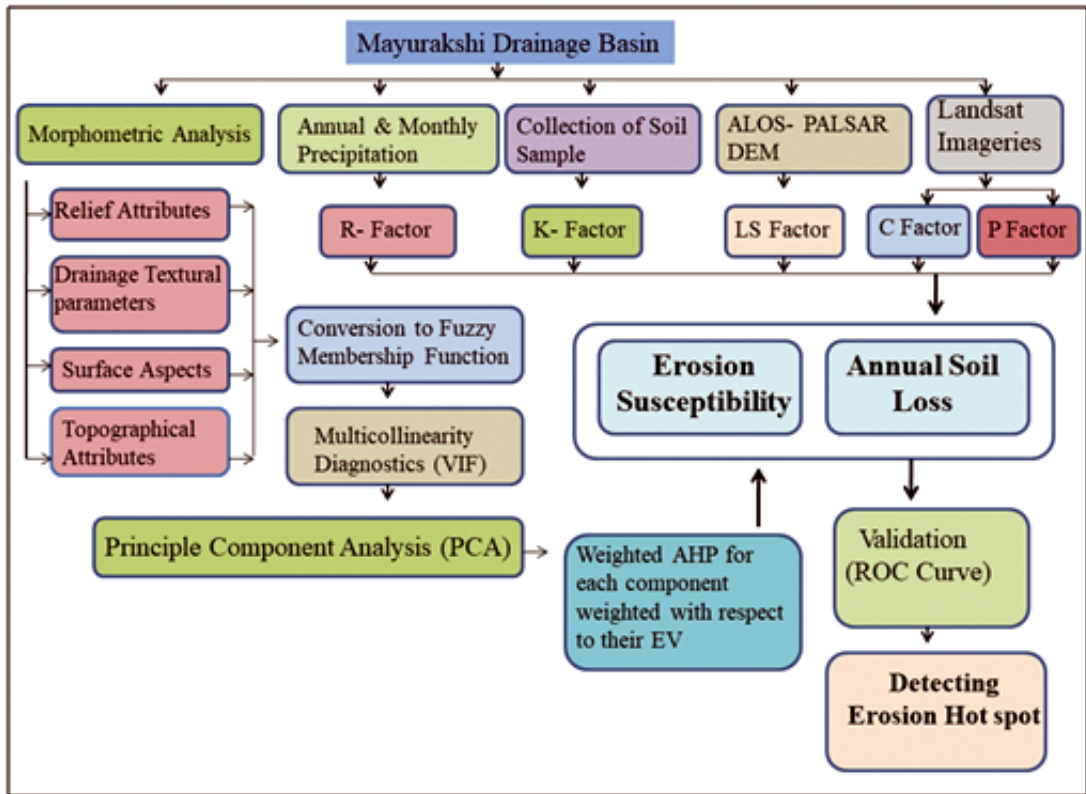 Mayurakshi Drainage Basin
Morphometric Analysis
Annual & Monthly
Precipitation
Collection of Soil
Sample
ALOS- PALSAR
DEM
Landsat
Imageries
Relief Attributes
Drainage Textural
parameters
Surface Aspects
Topographical
Attributes
R- Factor
K- Factor
LS Factor
C Factor
P Factor
Conversion to Fuzzy
Membership Function
Multicollinearity
Diagnostics (VIF)
Principle Component Analysis (PCA)
Weighted AHP for
each component
weighted with respect
to their EV
Erosion
Susceptibility
Annual Soil
Loss
Validation
(ROC Curve)
Detecting
Erosion Hot spot